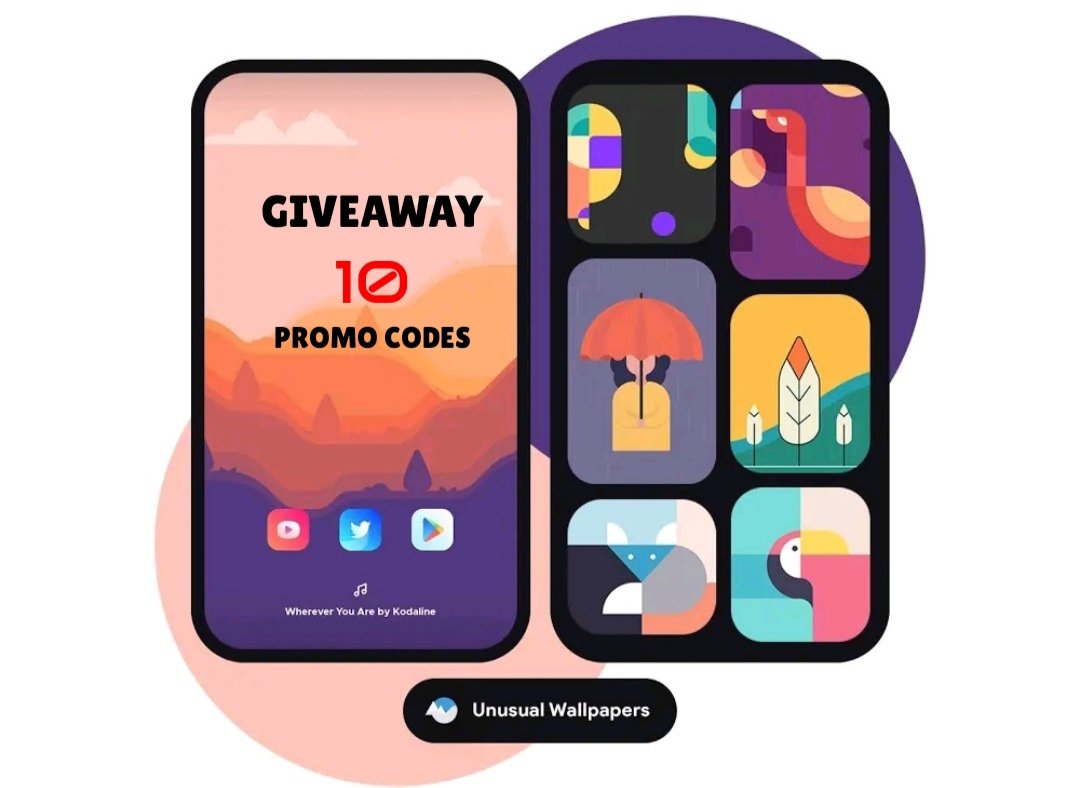 GIVEAWAY
10
PROMO CODES
Wherever You Are by Kodaline
Unusual Wallpapers